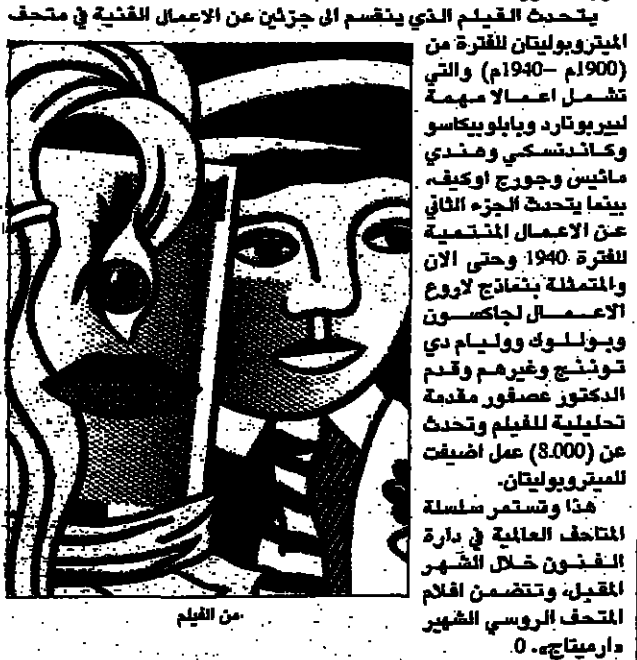 يتحدث الفيلم الذي ينقسم الى جزئين عن الاعمال الفنية في متحف
الميتروبوليتان للفترة من
(1900م –1940م) والتي
تشمل اعمالا مهمة
لبيربونارد وبابلوبيكاسو
وكاندنسكي وهندي
ماتيس وجورج اوكيف،
بينما يتحدث الجزء الثاني
عن الاعمال المنتمية
للفترة 1940 وحتى الان
والمتمثلة بنماذج لاروع
الاعمال لجاكسون
وبوللوك ووليام دي
توننج وغيرهم وقدم
الدكتور عصفور مقدمة
تحليلية للفيلم وتحدث
عن (8.000) عمل اضيفت
للميتروبوليتان.
هذا وتستمر سلسلة
المتاحف العالمية في دارة
الفنون خلال الشهر
المقبل، وتتضمن افلام
المتحف الروسي الشهير
«ارميتاج». 0
من الفيلم